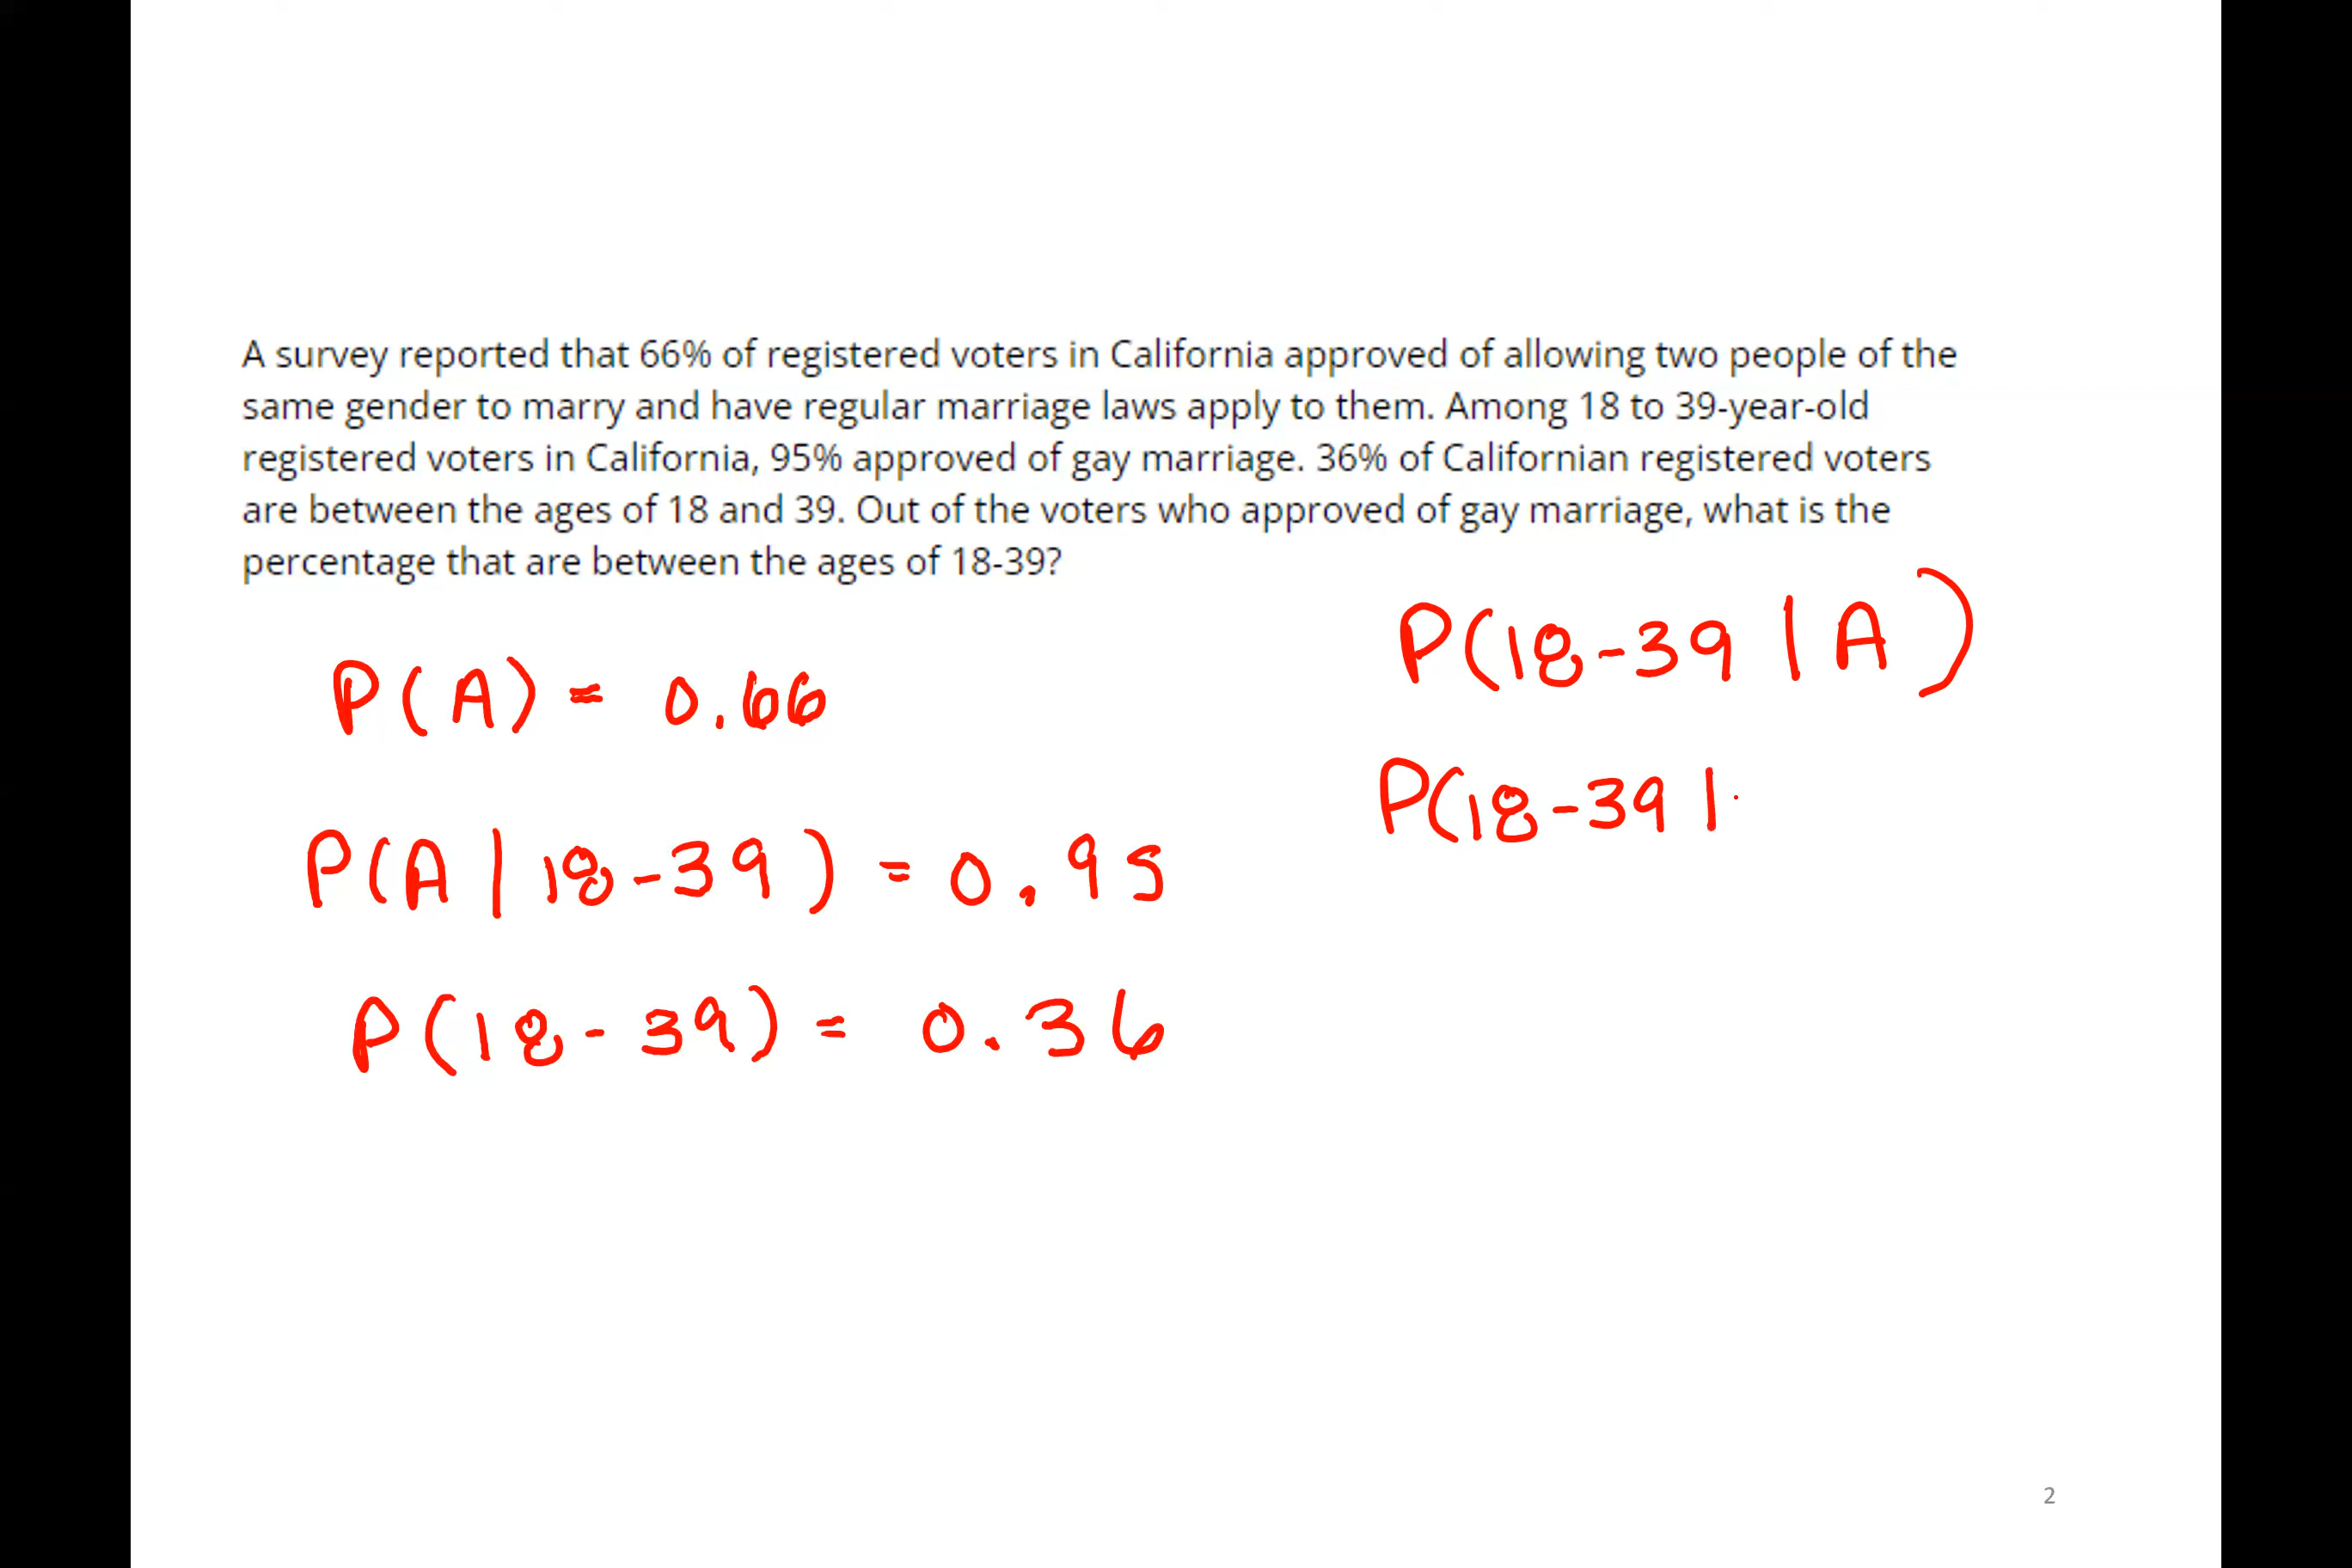 A survey reported that 66% of registered voters in California approved of allowing two people of the
same gender to marry and have regular marriage laws apply to them. Among 18 to 39-year-old
registered voters in California, 95% approved of gay marriage. 36% of Californian registered voters
are between the ages of 18 and 39. Out of the voters who approved of gay marriage, what is the
percentage that are between the ages of 18-39?
P(A) = 0.66
P(A | 18-39) = 0.95
P(18-39) = 0.36
P(18-39 | A)
P(18-39 |
2